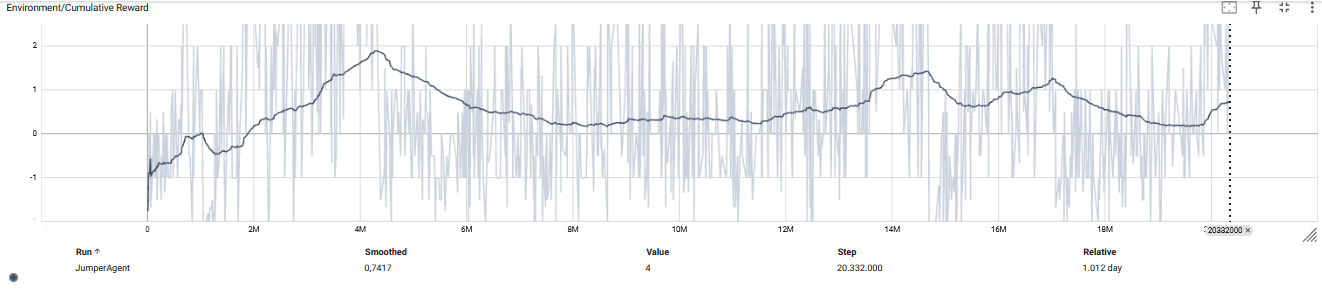 Environment/Cumulative Reward
2
1
0
-1
0 2M 4M 6M 8M 10M 12M 14M 16M 18M 20332000 ×
Run ↑ Smoothed Value Step Relative
JumperAgent 0,7417 4 20.332.000 1.012 day